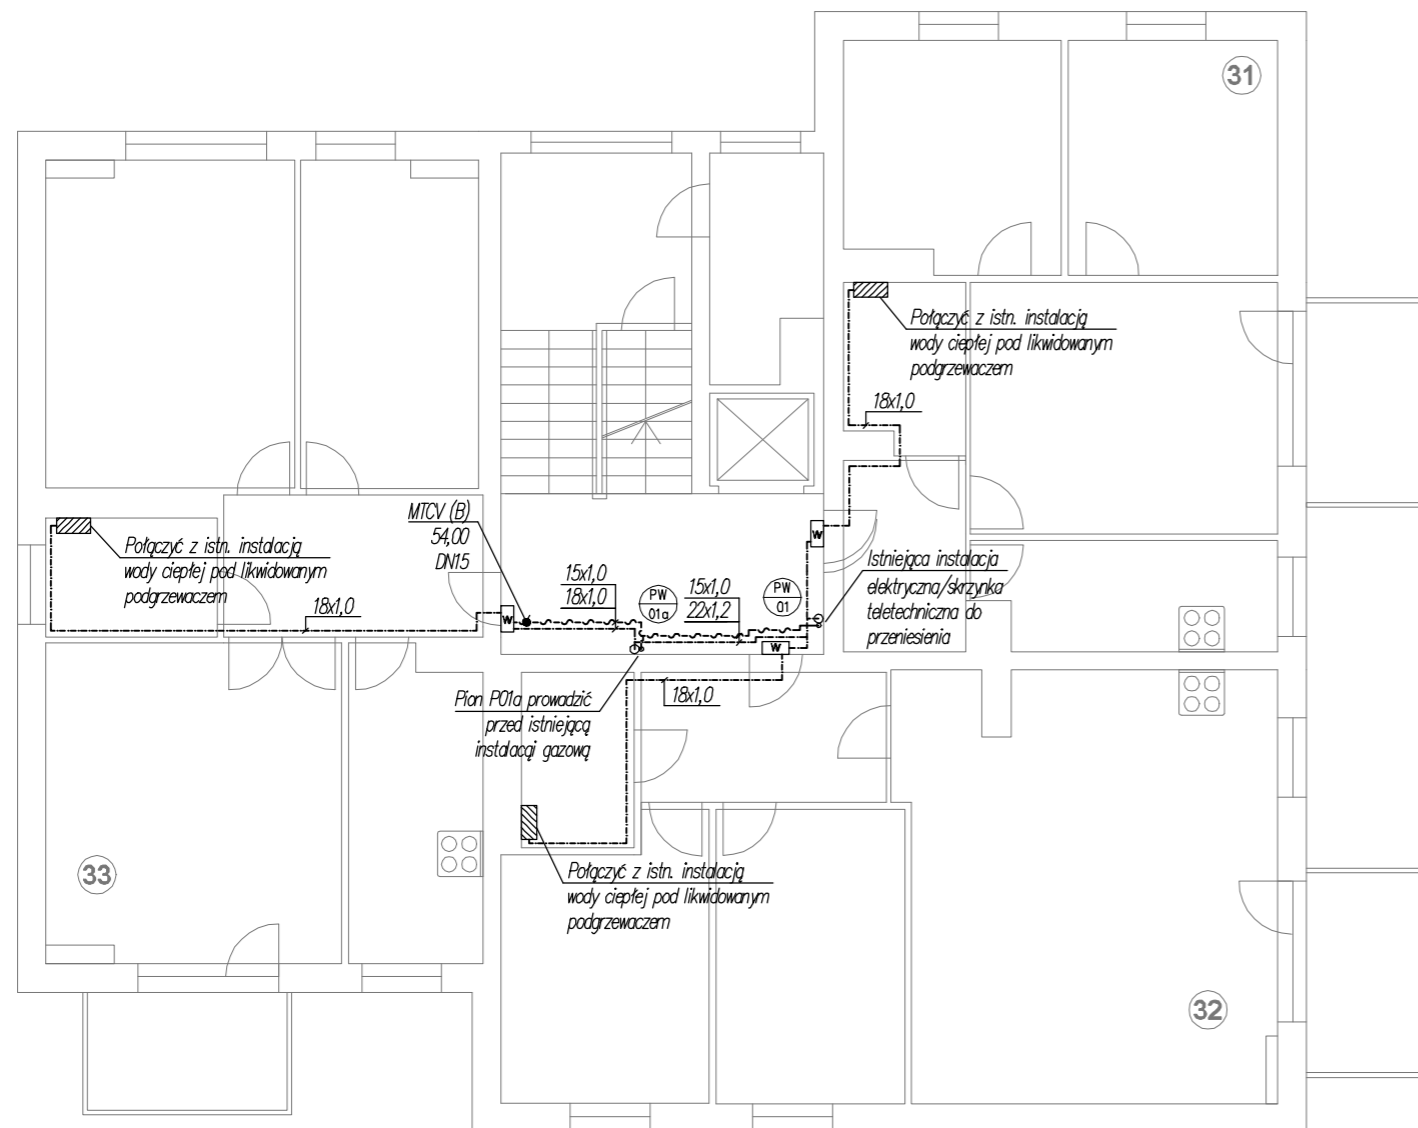 31
Połączyć z istn. instalacją
wody ciepłej pod likwidowanym
podgrzewaczem
18x1,0
MTCV (B)
54,00
DN15
Połączyć z istn. instalacją
wody ciepłej pod likwidowanym
podgrzewaczem
18x1,0
W
15x1,0
18x1,0
PW
01a
15x1,0
22x1,2
PW
01
W
Istniejąca instalacja
elektryczna/skrzynka
teletechniczna do
przeniesienia
W
18x1,0
Pion P01a prowadzić
przed istniejącą
instalacji gazową
Połączyć z istn. instalacją
wody ciepłej pod likwidowanym
podgrzewaczem
33
32